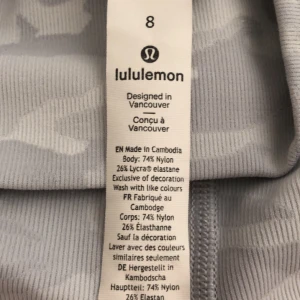 8
lululemon
Designed in
Vancouver
Conçu à
Vancouver
EN Made in Cambodia
Body: 74% Nylon
26% Lycra® elastane
Exclusive of decoration
Wash with like colours
FR Fabriqué au
Cambodge
Corps: 74% Nylon
26% Élasthanne
Sauf la décoration
Laver avec des couleurs
similaires seulement
DE Hergestellt in
Kambodscha
Hauptteil: 74% Nylon
26% Elastan